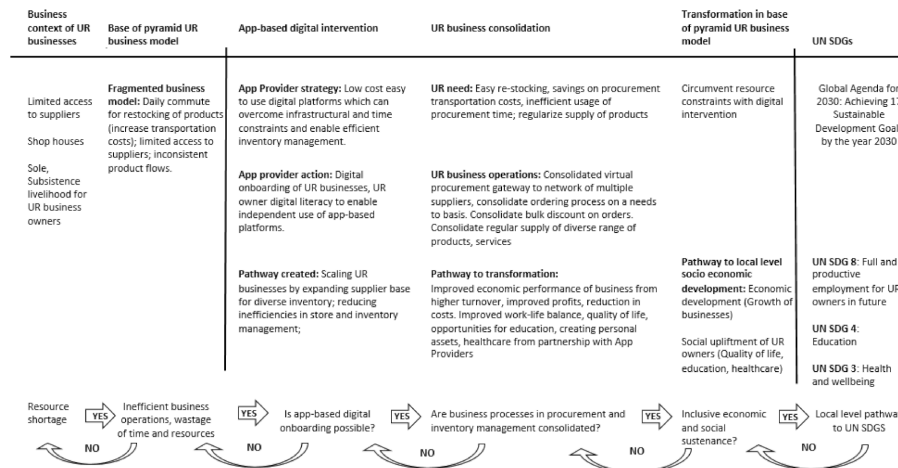 Business
context of UR
businesses
Base of pyramid UR
business model
App-based digital intervention
UR business consolidation
Transformation in base
of pyramid UR business
model
UN SDGs
Limited access
to suppliers
Shop houses
Sole,
Subsistence
livelihood for
UR business
owners
Fragmented business
model: Daily commute
for restocking of products
(increase transportation
costs); limited access to
suppliers; inconsistent
product flows.
App Provider strategy: Low cost easy
to use digital platforms which can
overcome infrastructural and time
constraints and enable efficient
inventory management.
App provider action: Digital
onboarding of UR businesses, UR
owner digital literacy to enable
independent use of app-based
platforms.
Pathway created: Scaling UR
businesses by expanding supplier base
for diverse inventory; reducing
inefficiencies in store and inventory
management;
UR need: Easy re-stocking, savings on procurement
transportation costs, inefficient usage of
procurement time; regularize supply of products
UR business operations: Consolidated virtual
procurement gateway to network of multiple
suppliers, consolidate ordering process on a needs
to basis. Consolidate bulk discount on orders.
Consolidate regular supply of diverse range of
products, services
Pathway to transformation:
Improved economic performance of business from
higher turnover, improved profits, reduction in
costs. Improved work-life balance, quality of life,
opportunities for education, creating personal
assets, healthcare from partnership with App
Providers
Circumvent resource
constraints with digital
intervention
Pathway to local level
socio economic
development: Economic
development (Growth of
businesses)
Social upliftment of UR
owners (Quality of life,
education, healthcare)
Global Agenda for
2030: Achieving 17
Sustainable
Development Goal
by the year 2030
UN SDG 8: Full and
productive
employment for UR
owners in future
UN SDG 4:
Education
UN SDG 3: Health
and wellbeing
Resource
shortage
YES
NO
Inefficient business
operations, wastage
of time and resources
YES
NO
Is app-based digital
onboarding possible?
YES
NO
Are business processes in procurement and
inventory management consolidated?
YES
NO
Inclusive economic
and social
sustenance?
YES
NO
Local level pathway
to UN SDGS